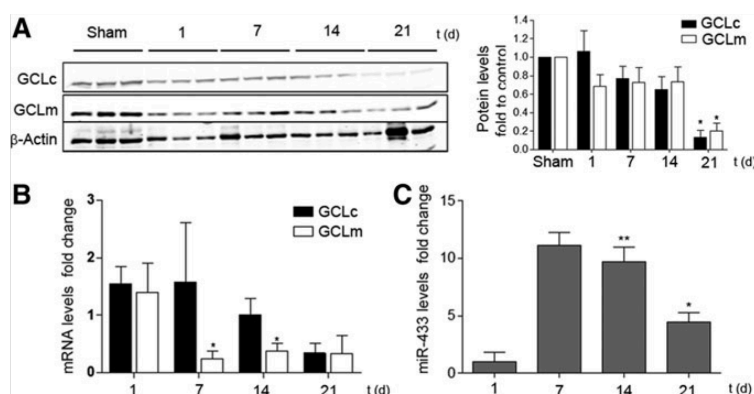 A
Sham 1 7 14 21 t (d)
GCLc
GCLm
β-Actin
Potein levels
fold to control
1.4
1.2
1.0
0.8
0.6
0.4
0.2
0.0
GCLc
GCLm
* *
Sham 1 7 14 21 t (d)
B
mRNA levels fold change
2
1
0
GCLc
GCLm
* *
1 7 14 21 t (d)
C
miR-433 levels fold change
15
10
5
0
** *
1 7 14 21 t (d)